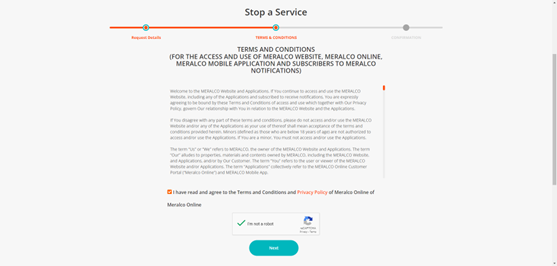 Stop a Service
Request Details
TERMS & CONDITIONS
CONFIRMATION
TERMS AND CONDITIONS
(FOR THE ACCESS AND USE OF MERALCO WEBSITE, MERALCO ONLINE,
MERALCO MOBILE APPLICATION AND SUBSCRIBERS TO MERALCO
NOTIFICATIONS)
Welcome to the MERALCO Website and Applications. If You continue to access and use the MERALCO
Website, including any of the Applications and subscribed to receive notifications, You are expressly
agreeing to be bound by these Terms and Conditions of access and use which together with Our Privacy
Policy, govern Our relationship with You in relation to the MERALCO Website and/or the Applications.
If You disagree with any part of these terms and conditions, please do not access and/or use the MERALCO
Website and/or any of the Applications as your use of thereof shall mean acceptance of the terms and
conditions provided herein. Minors defined as those who are below 18 years of age) are not authorized to
access and/or use the Applications. If You are a minor, You must not access and/or use the Applications.
The term "Us" or "We" refers to MERALCO, the owner of the MERALCO Website and Applications. The term
"Our" alludes to properties, materials and contents owned by MERALCO, including the MERALCO Website,
and Applications, and/or by Our Customer. The term "You" refers to the user or viewer of the MERALCO
Website and/or Applications. The term "Applications" collectively refer to the MERALCO Online Customer
Portal ("Meralco Online") and MERALCO Mobile App.
I have read and agree to the Terms and Conditions and Privacy Policy of Meralco Online of
Meralco Online
I'm not a robot
reCAPTCHA
Privacy - Terms
Next